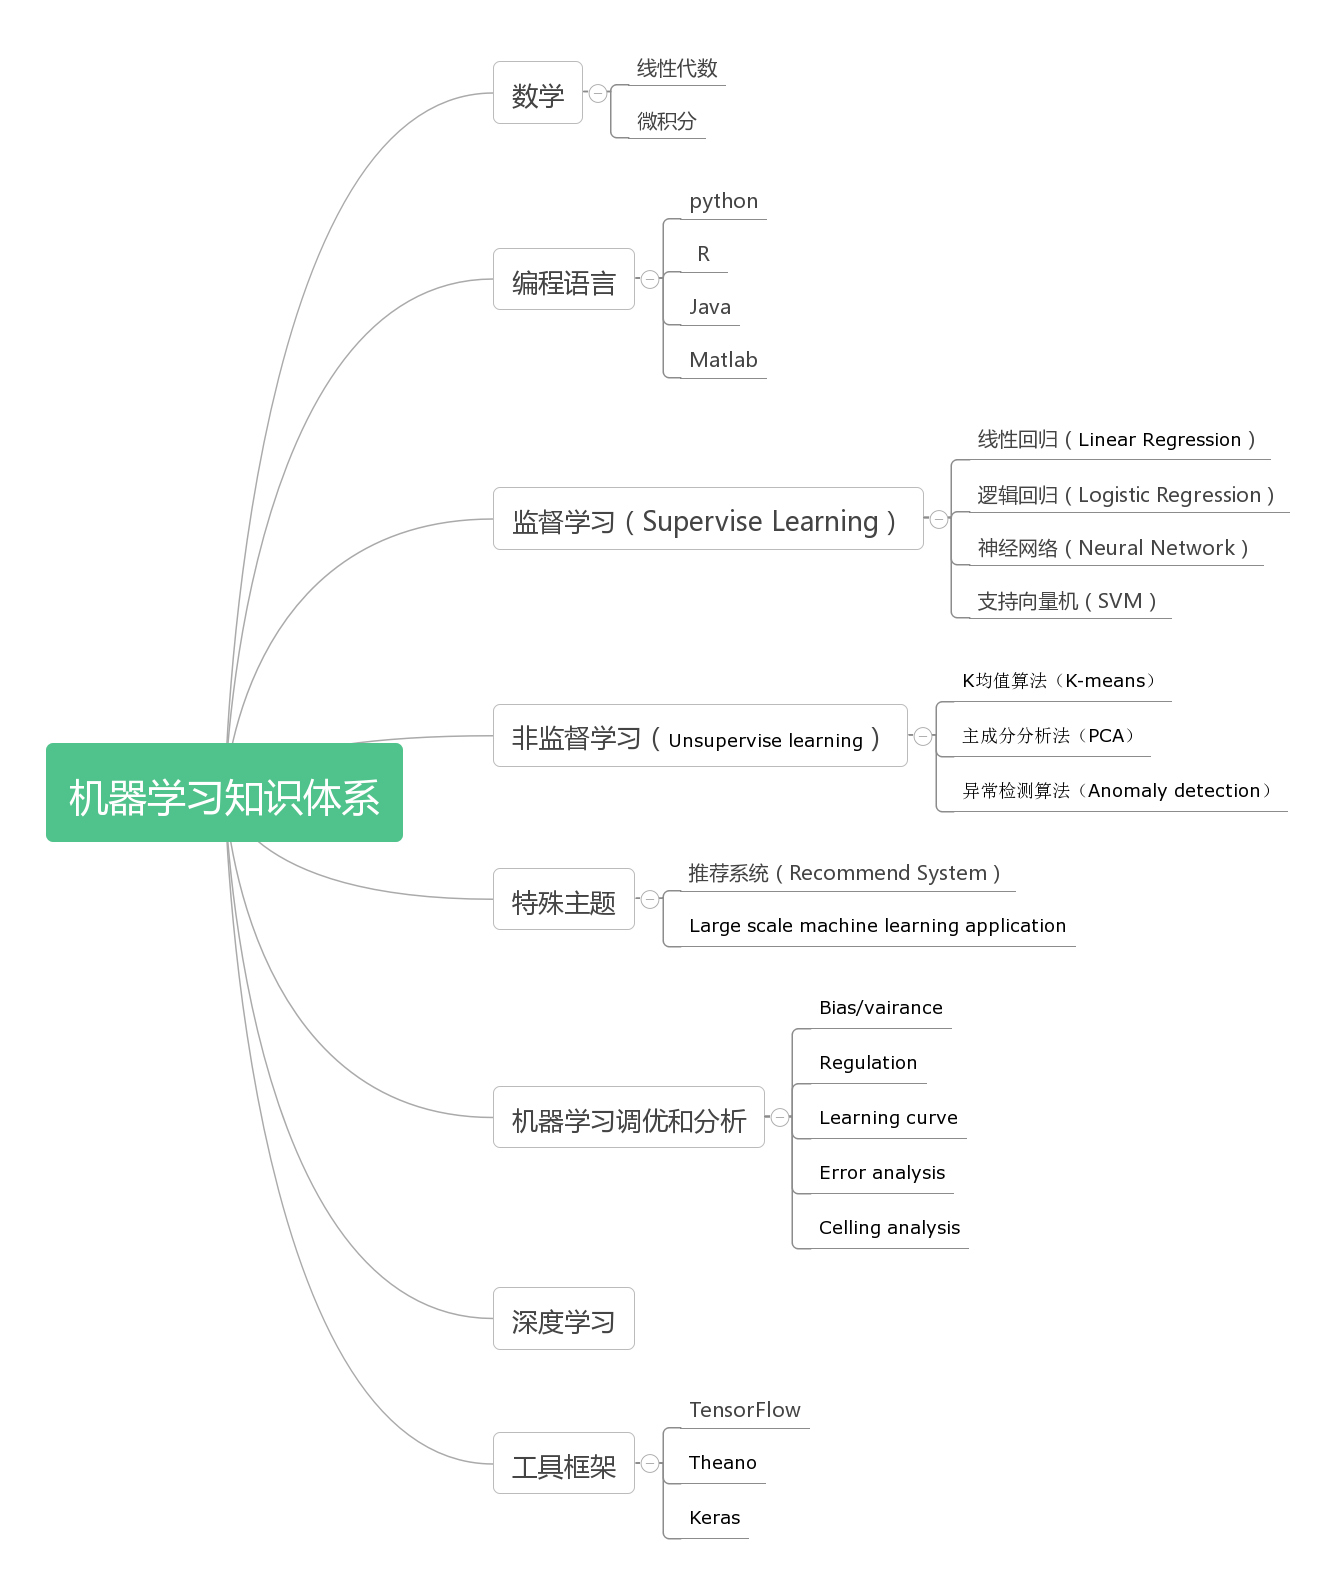 数学
线性代数
微积分
编程语言
python
R
Java
Matlab
监督学习（Supervise Learning）
线性回归（Linear Regression）
逻辑回归（Logistic Regression）
神经网络（Neural Network）
支持向量机（SVM）
非监督学习（Unsupervise learning）
K均值算法（K-means）
主成分分析法（PCA）
异常检测算法（Anomaly detection）
机器学习知识体系
特殊主题
推荐系统（Recommend System）
Large scale machine learning application
机器学习调优和分析
Bias/vairance
Regulation
Learning curve
Error analysis
Celling analysis
深度学习
工具框架
TensorFlow
Theano
Keras